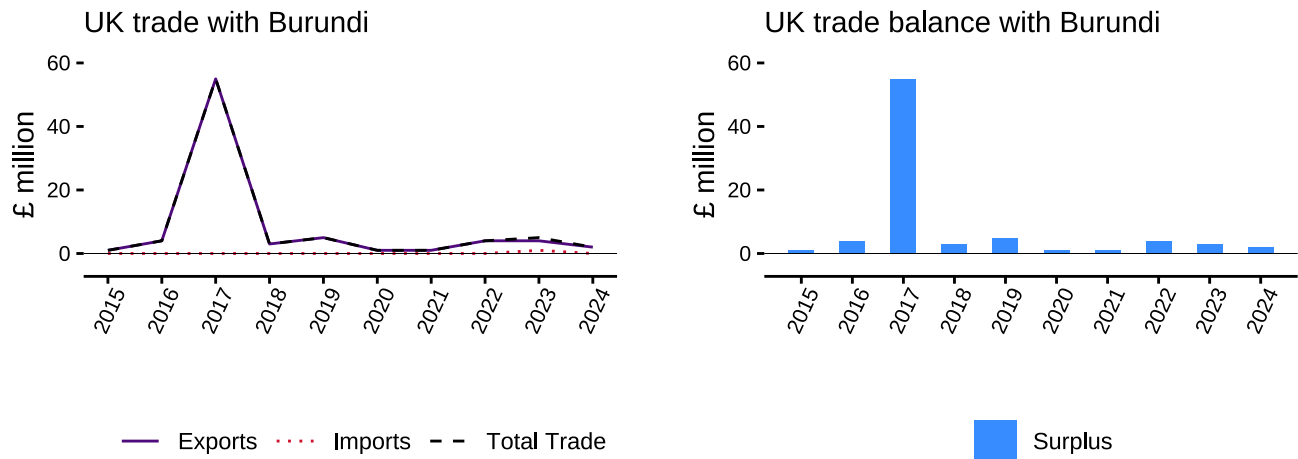 UK trade with Burundi
£ million
60
40
20
0
2015 2016 2017 2018 2019 2020 2021 2022 2023 2024
Exports Imports Total Trade
UK trade balance with Burundi
£ million
60
40
20
0
2015 2016 2017 2018 2019 2020 2021 2022 2023 2024
Surplus